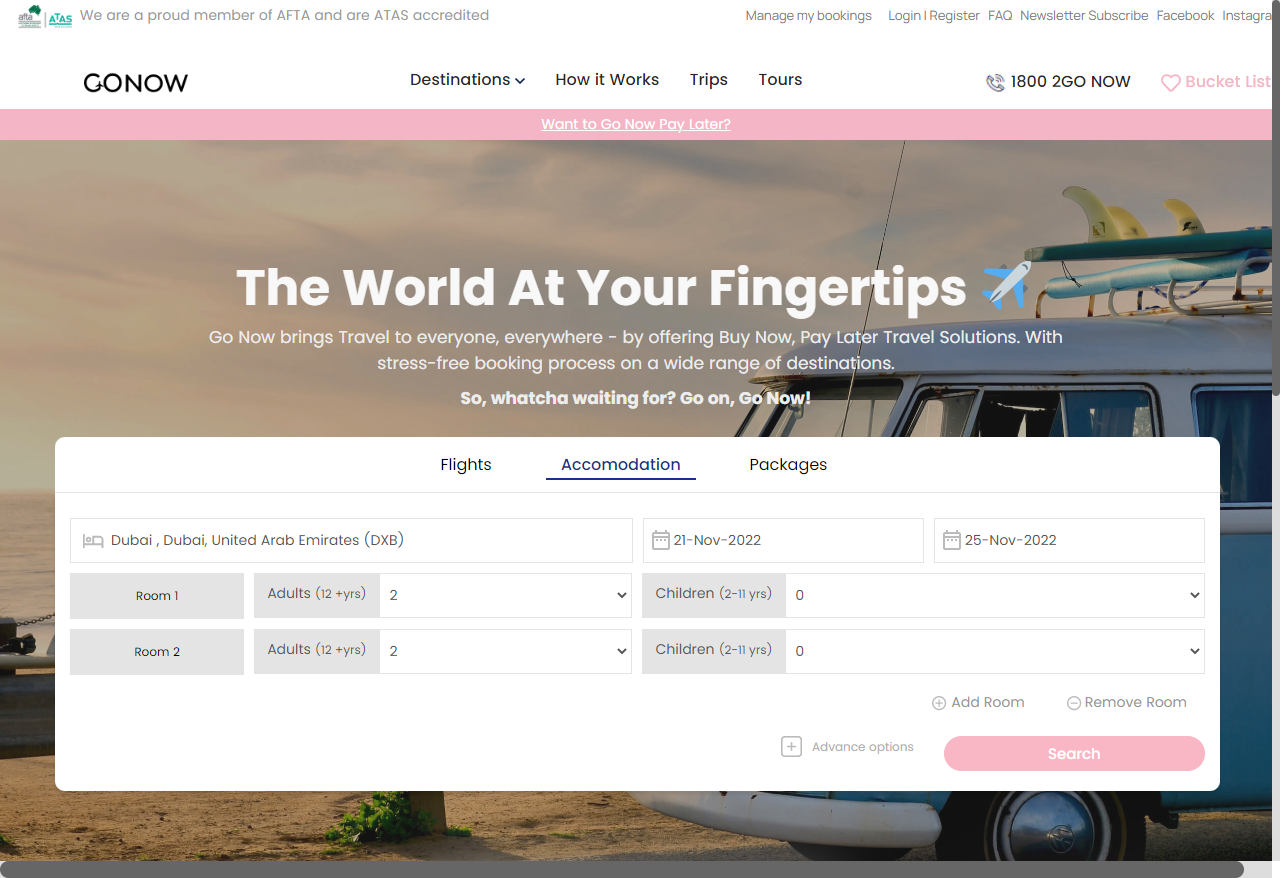 afta ATAS We are a proud member of AFTA and are ATAS accredited
Manage my bookings Login | Register FAQ Newsletter Subscribe Facebook Instagra
GONOW Destinations How it Works Trips Tours 1800 2GO NOW Bucket List
Want to Go Now Pay Later?
The World At Your Fingertips
Go Now brings Travel to everyone, everywhere - by offering Buy Now, Pay Later Travel Solutions. With
stress-free booking process on a wide range of destinations.
So, whatcha waiting for? Go on, Go Now!
Flights Accomodation Packages
Dubai , Dubai, United Arab Emirates (DXB) 21-Nov-2022 25-Nov-2022
Room 1 Adults (12 +yrs) 2 Children (2-11 yrs) 0
Room 2 Adults (12 +yrs) 2 Children (2-11 yrs) 0
Add Room Remove Room
Advance options Search